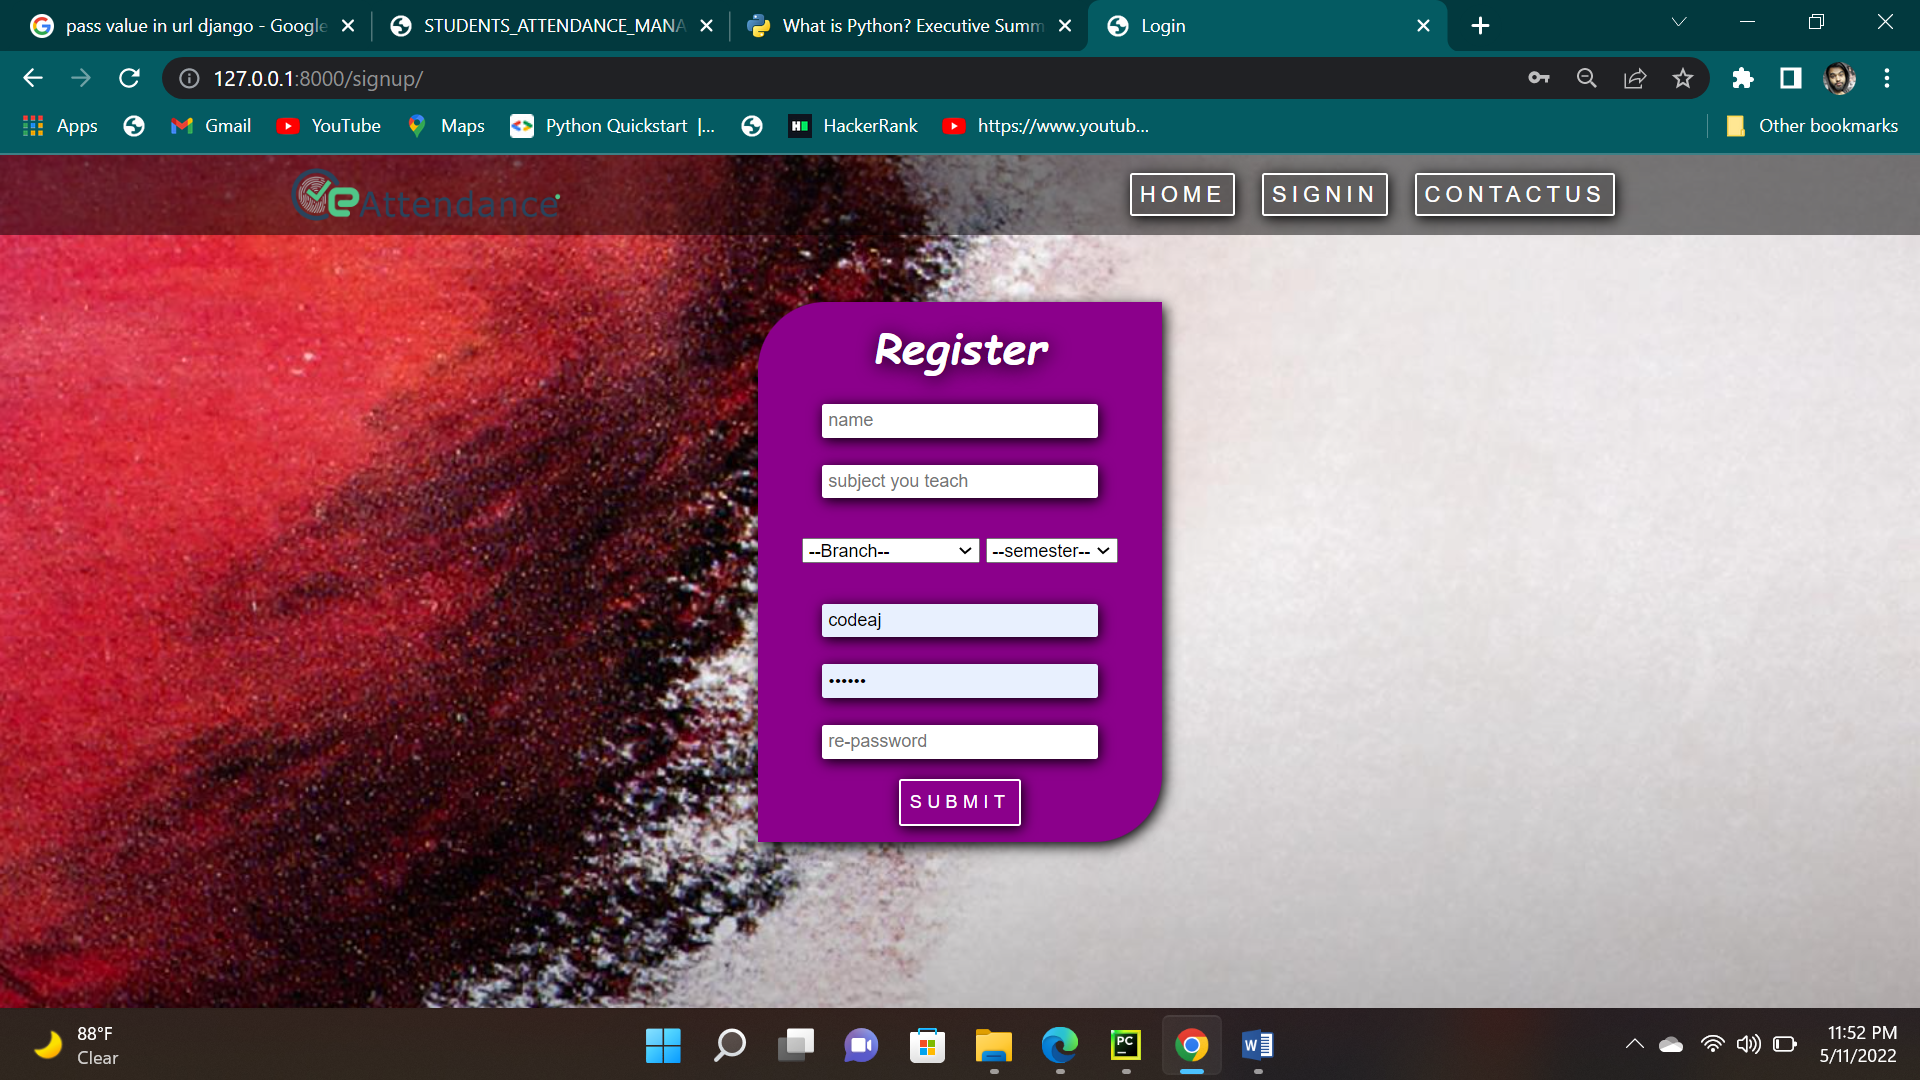 pass value in url django - Google
STUDENTS_ATTENDANCE_MANA
What is Python? Executive Summ
Login
127.0.0.1:8000/signup/
Apps
Gmail
YouTube
Maps
Python Quickstart |...
HackerRank
https://www.youtub...
Other bookmarks
eAttendance
HOME
SIGNIN
CONTACTUS
Register
name
subject you teach
--Branch--
--semester--
codeaj
••••••
re-password
SUBMIT
88°F
Clear
11:52 PM
5/11/2022